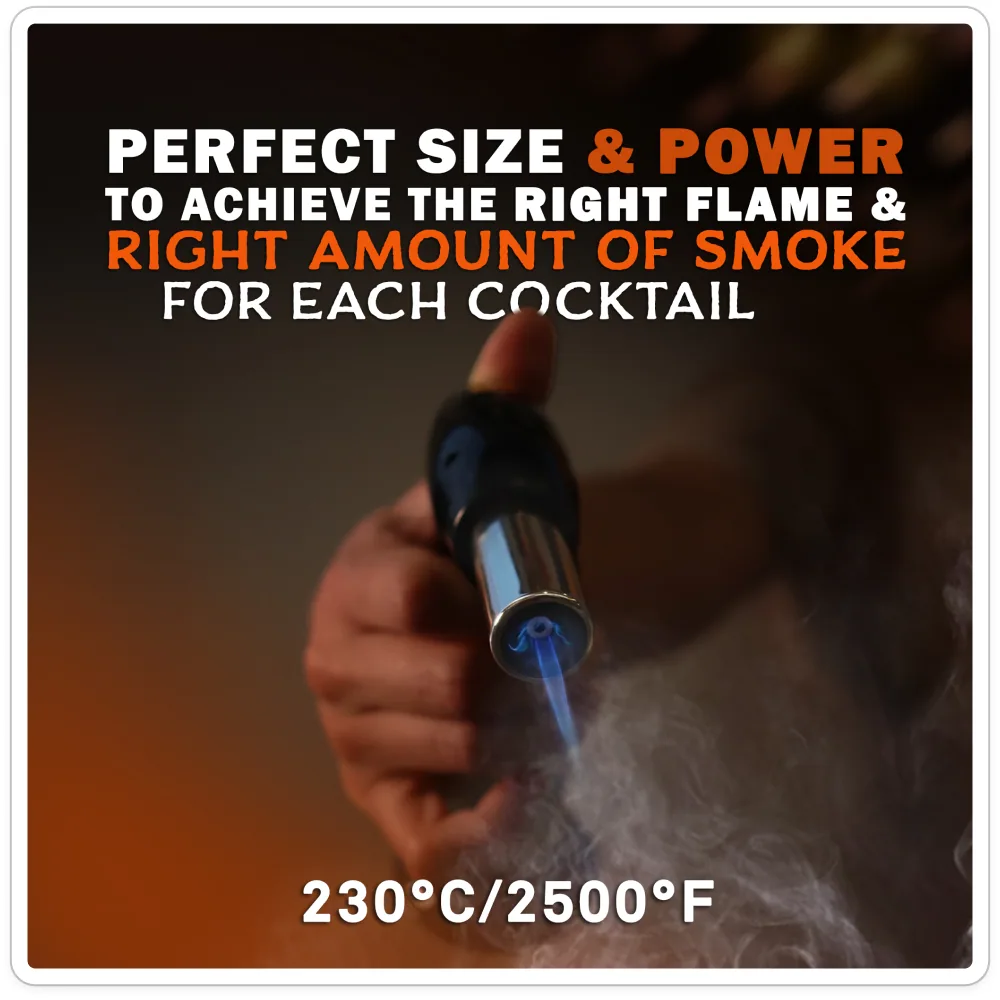 PERFECT SIZE & POWER
TO ACHIEVE THE RIGHT FLAME &
RIGHT AMOUNT OF SMOKE
FOR EACH COCKTAIL
230°C/2500°F